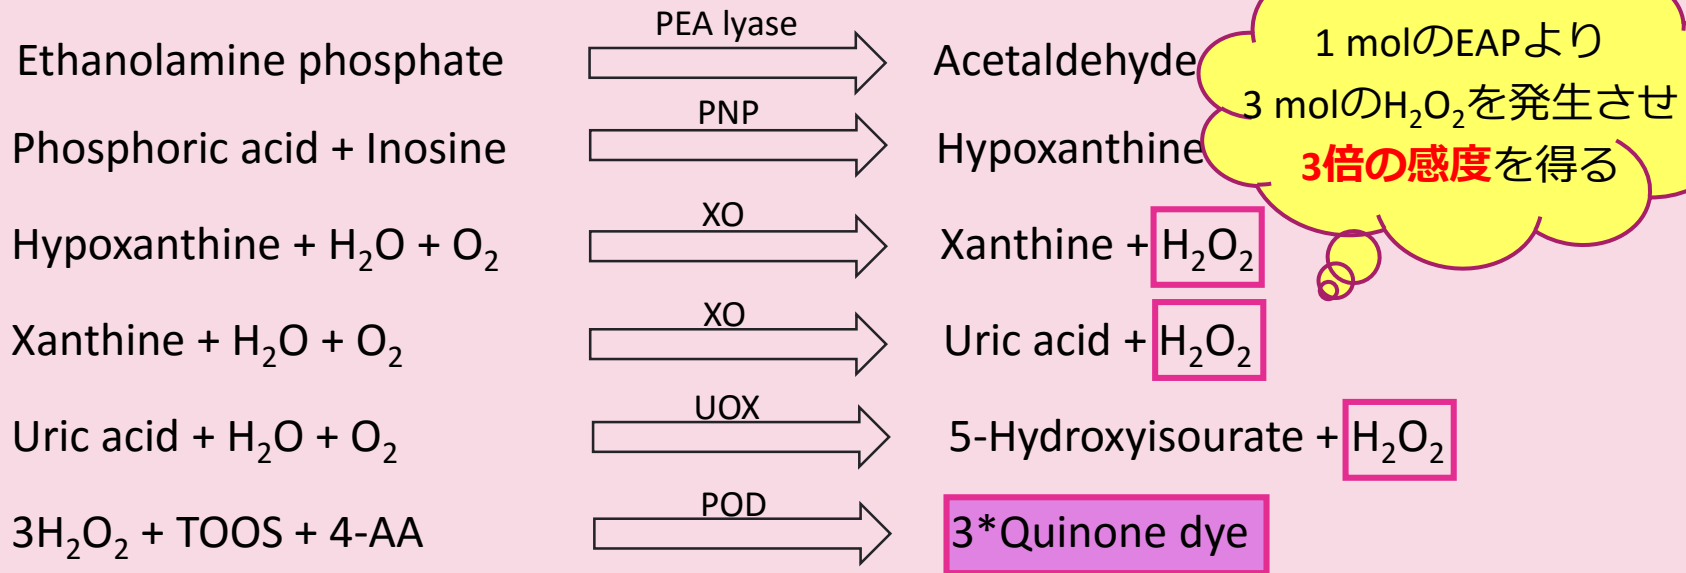 PEA lyase
Ethanolamine phosphate Acetaldehyde
PNP
Phosphoric acid + Inosine Hypoxanthine
XO
Hypoxanthine + H₂O + O₂ Xanthine + H₂O₂
XO
Xanthine + H₂O + O₂ Uric acid + H₂O₂
UOX
Uric acid + H₂O + O₂ 5-Hydroxyisourate + H₂O₂
POD
3H₂O₂ + TOOS + 4-AA 3*Quinone dye
1 molのEAPより
3 molのH₂O₂を発生させ
3倍の感度を得る